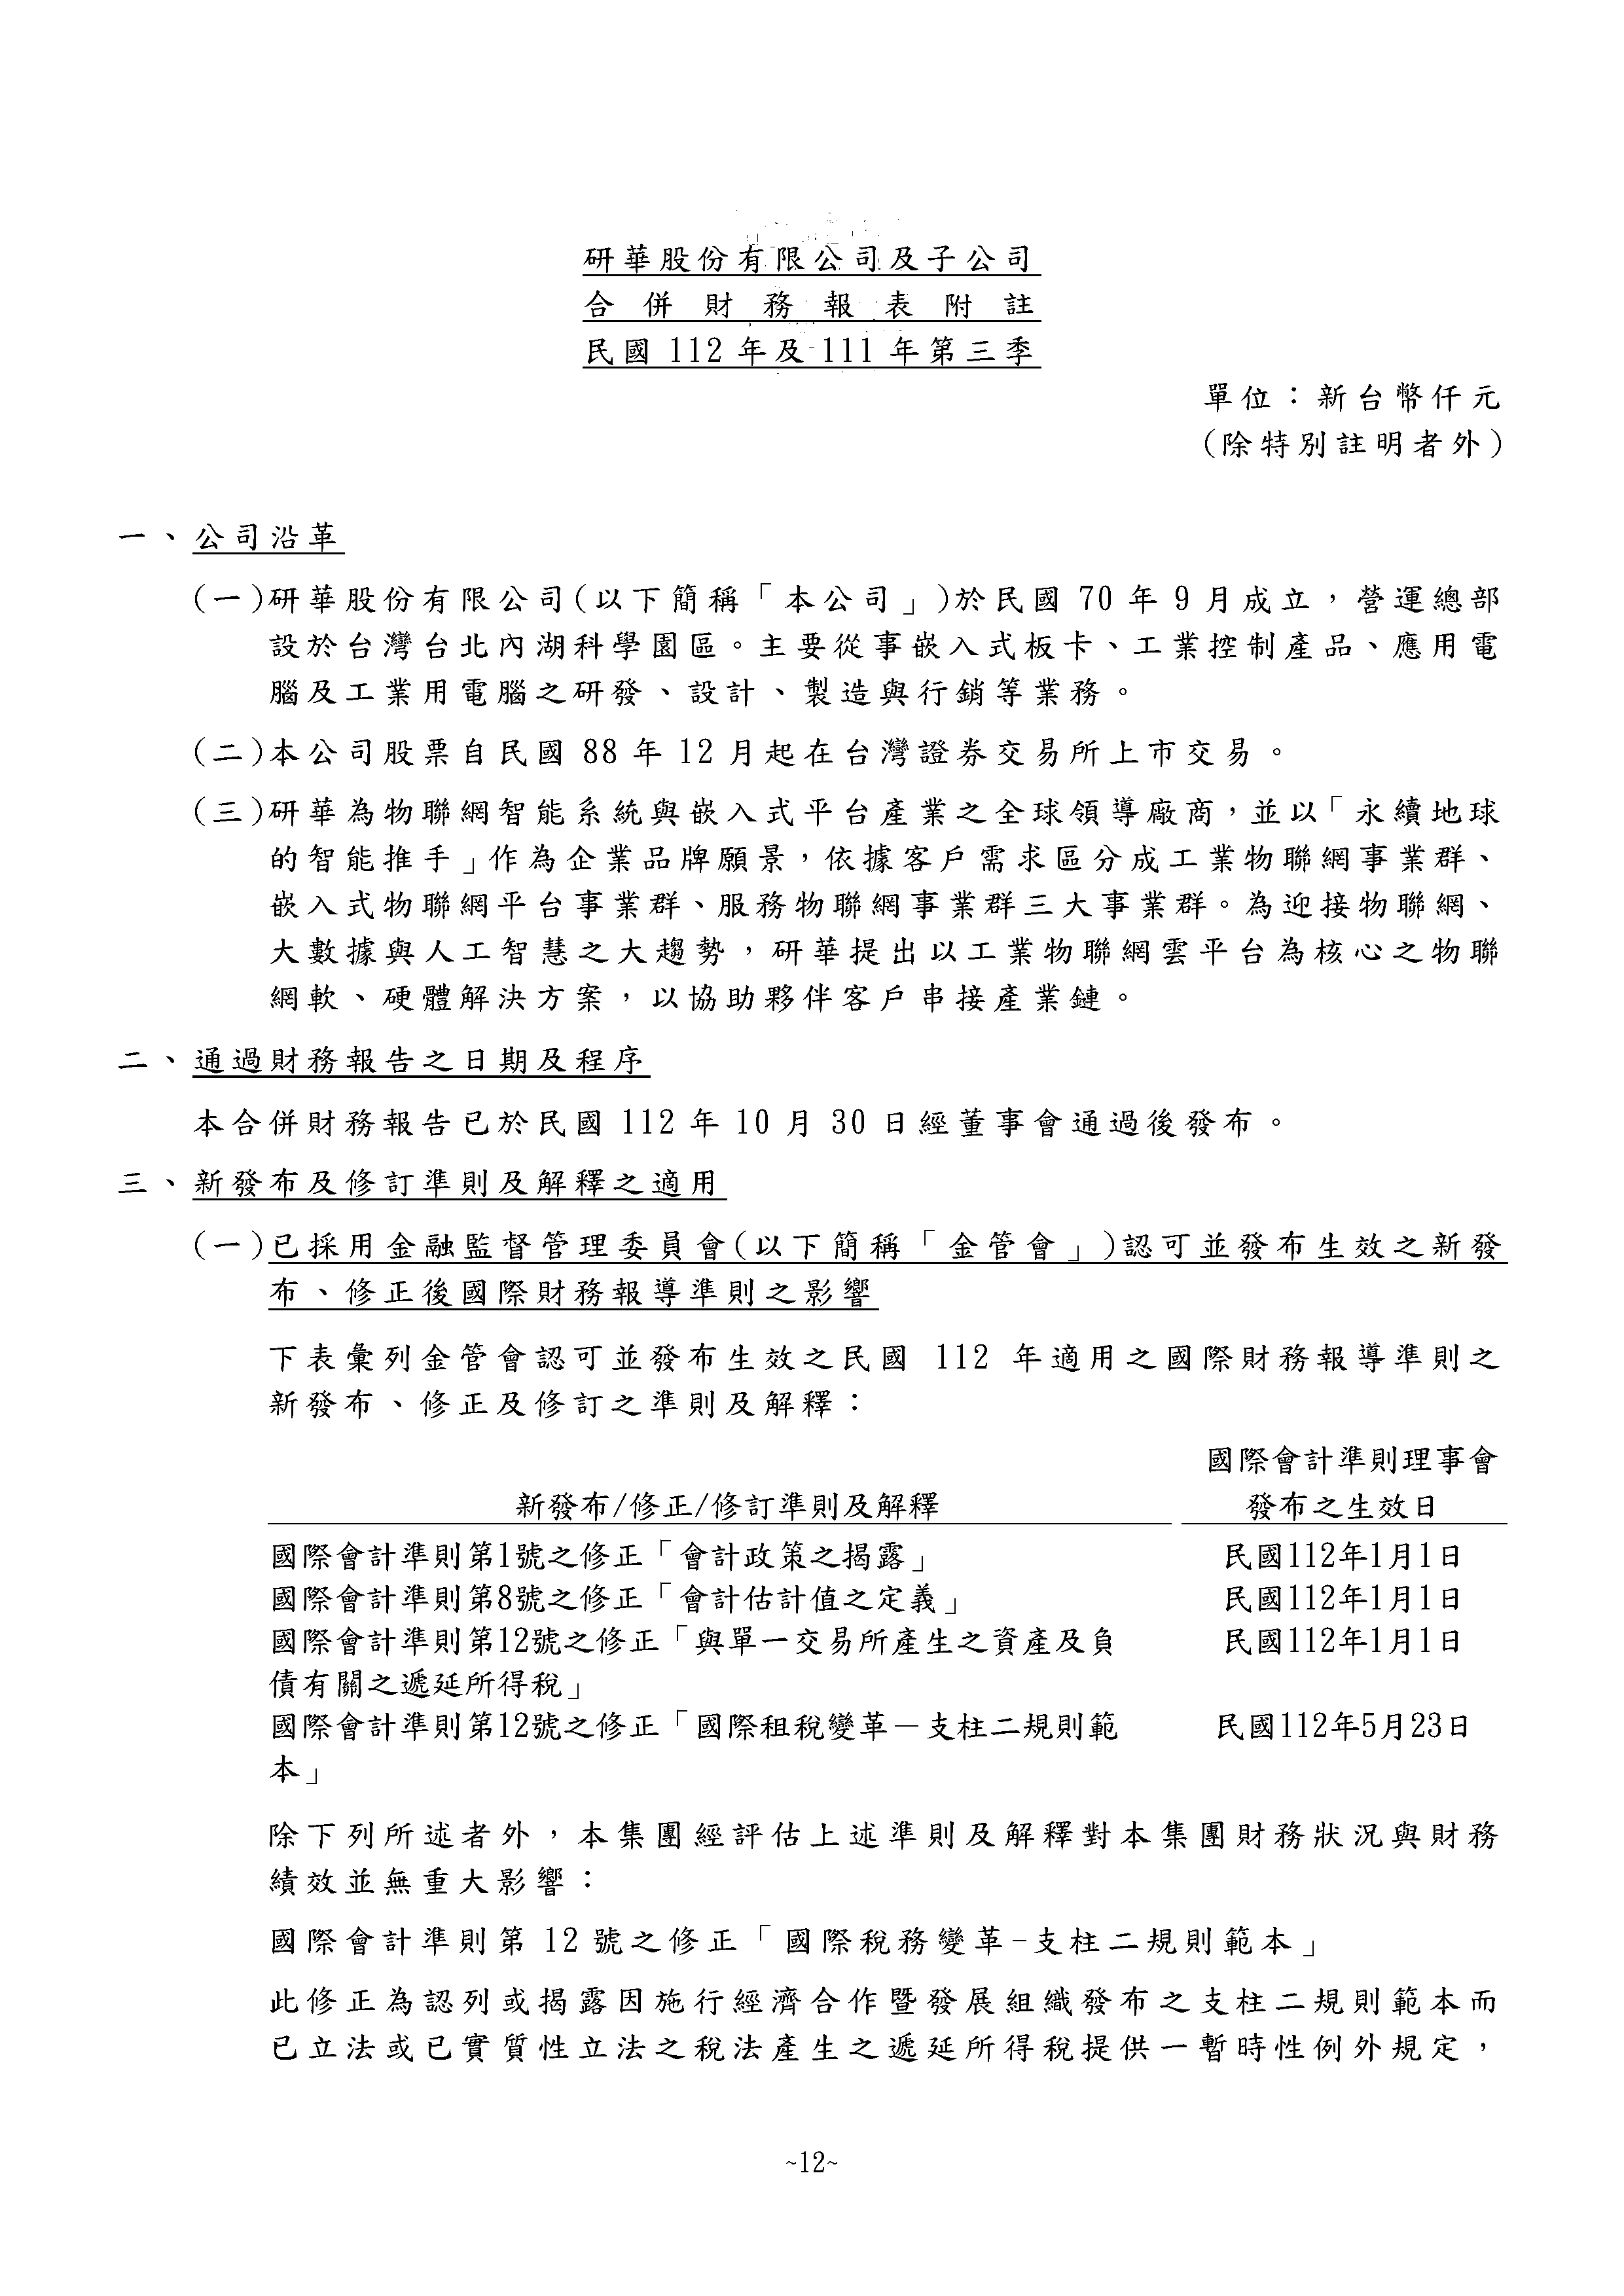 研華股份有限公司及子公司
合併財務報表附註
民國 112 年及 111 年第三季
單位：新台幣仟元
(除特別註明者外)
一、公司沿革
(一)研華股份有限公司(以下簡稱「本公司」)於民國 70 年 9 月成立，營運總部
設於台灣台北內湖科學園區。主要從事嵌入式板卡、工業控制產品、應用電
腦及工業用電腦之研發、設計、製造與行銷等業務。
(二)本公司股票自民國 88 年 12 月起在台灣證券交易所上市交易。
(三)研華為物聯網智能系統與嵌入式平台產業之全球領導廠商，並以「永續地球
的智能推手」作為企業品牌願景，依據客戶需求區分成工業物聯網事業群、
嵌入式物聯網平台事業群、服務物聯網事業群三大事業群。為迎接物聯網、
大數據與人工智慧之大趨勢，研華提出以工業物聯網雲平台為核心之物聯
網軟、硬體解決方案，以協助夥伴客戶串接產業鏈。
二、通過財務報告之日期及程序
本合併財務報告已於民國 112 年 10 月 30 日經董事會通過後發布。
三、新發布及修訂準則及解釋之適用
(一)已採用金融監督管理委員會(以下簡稱「金管會」)認可並發布生效之新發
布、修正後國際財務報導準則之影響
下表彙列金管會認可並發布生效之民國 112 年適用之國際財務報導準則之
新發布、修正及修訂之準則及解釋：
國際會計準則理事會
新發布/修正/修訂準則及解釋 發布之生效日
國際會計準則第1號之修正「會計政策之揭露」 民國112年1月1日
國際會計準則第8號之修正「會計估計值之定義」 民國112年1月1日
國際會計準則第12號之修正「與單一交易所產生之資產及負 民國112年1月1日
債有關之遞延所得稅」
國際會計準則第12號之修正「國際租稅變革－支柱二規則範 民國112年5月23日
本」
除下列所述者外，本集團經評估上述準則及解釋對本集團財務狀況與財務
績效並無重大影響：
國際會計準則第 12 號之修正「國際稅務變革-支柱二規則範本」
此修正為認列或揭露因施行經濟合作暨發展組織發布之支柱二規則範本而
已立法或已實質性立法之稅法產生之遞延所得稅提供一暫時性例外規定，
~12~